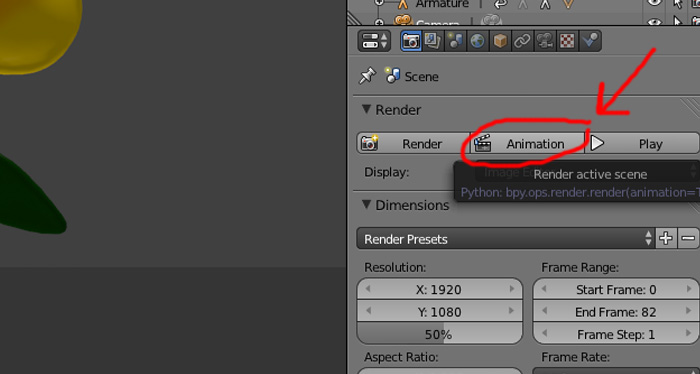 Armature
Camera
Scene
Render
Render
Animation
Play
Display:
Image E
Render active scene
Python: bpy.ops.render.render(animation=T
Dimensions
Render Presets
Resolution:
Frame Range:
X: 1920
Start Frame: 0
Y: 1080
End Frame: 82
50%
Frame Step: 1
Aspect Ratio:
Frame Rate: